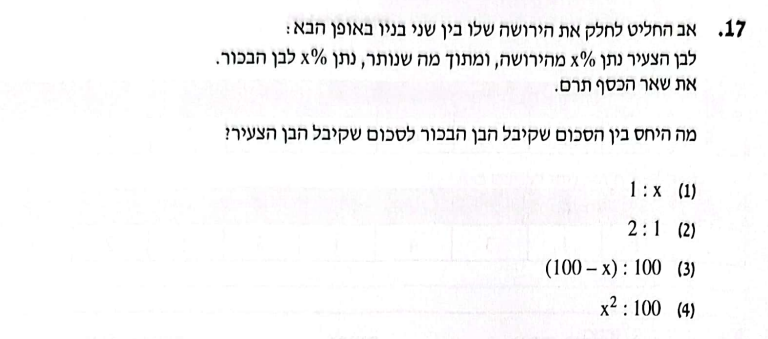 17. אב החליט לחלק את הירושה שלו בין שני בניו באופן הבא:
לבן הצעיר נתן x% מהירושה, ומתוך מה שנותר, נתן x% לבן הבכור.
את שאר הכסף תרם.
מה היחס בין הסכום שקיבל הבן הבכור לסכום שקיבל הבן הצעיר?
(1) 1 : x
(2) 2 : 1
(3) (100 – x) : 100
(4) x² : 100